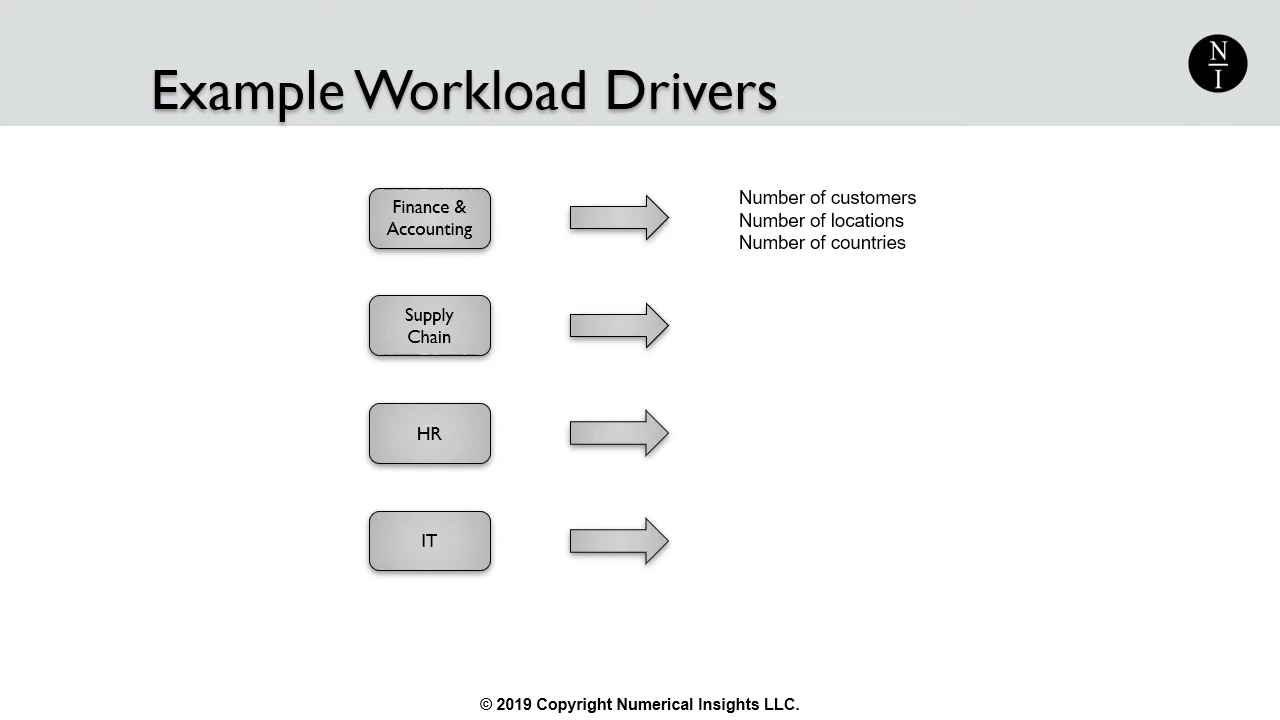 Example Workload Drivers
N
I
Finance &
Accounting
Number of customers
Number of locations
Number of countries
Supply
Chain
HR
IT
© 2019 Copyright Numerical Insights LLC.